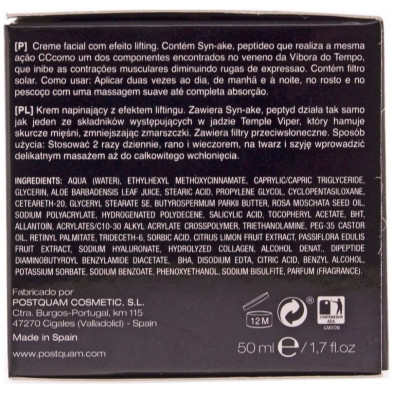 [P] Creme facial com efeito lifting. Contém Syn-ake, peptideo que realiza a mesma
ação CCcomo um dos componentes encontrados no veneno da Vibora do Tempo,
que inibe as contrações musculares diminuindo rugas de expressao. Contém filtro
solar. Como usar: Aplicar duas vezes ao dia, de manhã e à noite, no rosto e no
pescoço com uma massagem suave até completa absorção.
[PL] Krem napinający z efektem liftingu. Zawiera Syn-ake, peptyd działa tak samo
jak jeden ze składników występujących w jadzie Temple Viper, który hamuje
skurcze mięśni, zmniejszając zmarszczki. Zawiera filtry przeciwsłoneczne. Sposób
użycia: Stosować 2 razy dziennie, rano i wieczorem, na twarz i szyję wprowadzić
delikatnym masażem aż do całkowitego wchłonięcia.
INGREDIENTS: AQUA (WATER), ETHYLHEXYL METHOXYCINNAMATE, CAPRYLIC/CAPRIC TRIGLYCERIDE,
GLYCERIN, ALOE BARBADENSIS LEAF JUICE, STEARIC ACID, PROPYLENE GLYCOL, CYCLOPENTASILOXANE,
CETEARETH-20, GLYCERYL STEARATE SE, BUTYROSPERMUM PARKII BUTTER, ROSA MOSCHATA SEED OIL,
SODIUM POLYACRYLATE, HYDROGENATED POLYDECENE, SALICYLIC ACID, TOCOPHERYL ACETATE, BHT,
ALLANTOIN, ACRYLATES/C10-30 ALKYL ACRYLATE CROSSPOLYMER, TRIETHANOLAMINE, PEG-35 CASTOR
OIL, RETINYL PALMITATE, TRIDECETH-6, SORBIC ACID, CITRUS LIMON FRUIT EXTRACT, PASSIFLORA EDULIS
FRUIT EXTRACT, SODIUM HYALURONATE, HYDROLYZED COLLAGEN, ALCOHOL DENAT., DIPEPTIDE
DIAMINOBUTYROYL BENZYLAMIDE DIACETATE, BHA, DISODIUM EDTA, CITRIC ACID, BENZYL ALCOHOL,
POTASSIUM SORBATE, SODIUM BENZOATE, PHENOXYETHANOL, SODIUM BISULFITE, PARFUM (FRAGRANCE).
Fabricado por
POSTQUAM COSMETIC, S.L.
Ctra. Burgos-Portugal, km 115
47270 Cigales (Valladolid) - Spain
Made in Spain
www.postquam.com
12M
CARTÓN
50 ml e / 1,7 fl.oz